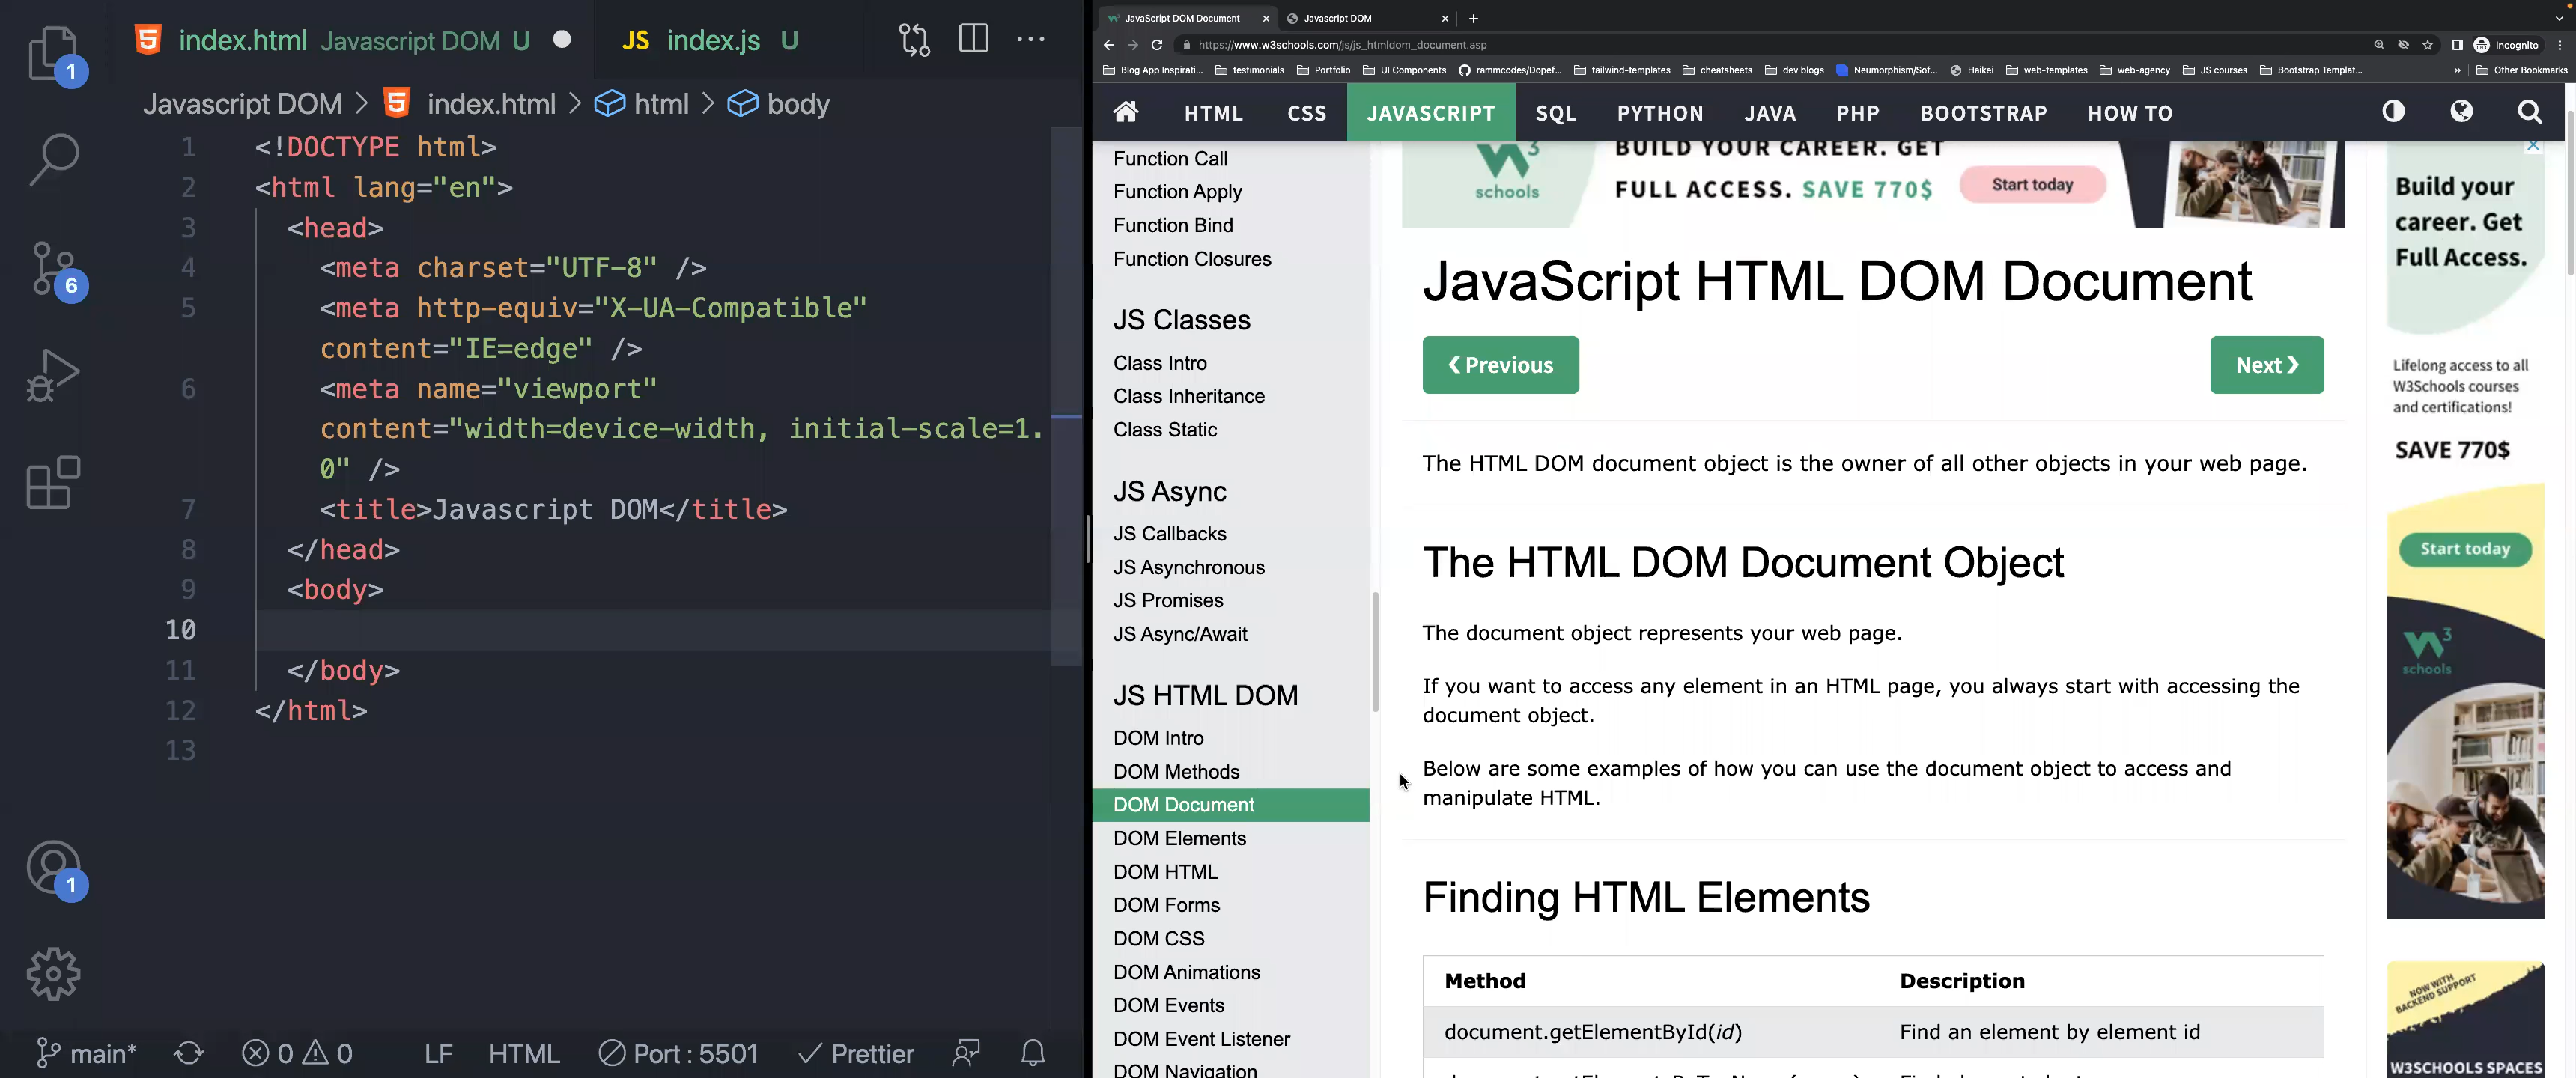 index.html Javascript DOM U
JS index.js U
Javascript DOM > index.html > html > body
1 <!DOCTYPE html>
2 <html lang="en">
3 <head>
4 <meta charset="UTF-8" />
5 <meta http-equiv="X-UA-Compatible"
content="IE=edge" />
6 <meta name="viewport"
content="width=device-width, initial-scale=1.
0" />
7 <title>Javascript DOM</title>
8 </head>
9 <body>
10
11 </body>
12 </html>
13
1
6
1
main* 0 0 LF HTML Port : 5501 Prettier
JavaScript DOM Document
Javascript DOM
https://www.w3schools.com/js/js_htmldom_document.asp
Incognito
Blog App Inspirati... testimonials Portfolio UI Components rammcodes/Dopef... tailwind-templates cheatsheets dev blogs Neumorphism/Sof... Haikei web-templates web-agency JS courses Bootstrap Templat... » Other Bookmarks
HTML CSS JAVASCRIPT SQL PYTHON JAVA PHP BOOTSTRAP HOW TO
Function Call
Function Apply
Function Bind
Function Closures
JS Classes
Class Intro
Class Inheritance
Class Static
JS Async
JS Callbacks
JS Asynchronous
JS Promises
JS Async/Await
JS HTML DOM
DOM Intro
DOM Methods
DOM Document
DOM Elements
DOM HTML
DOM Forms
DOM CSS
DOM Animations
DOM Events
DOM Event Listener
DOM Navigation
W3 schools
BUILD YOUR CAREER. GET
FULL ACCESS. SAVE 770$
Start today
JavaScript HTML DOM Document
❮ Previous
Next ❯
The HTML DOM document object is the owner of all other objects in your web page.
The HTML DOM Document Object
The document object represents your web page.
If you want to access any element in an HTML page, you always start with accessing the
document object.
Below are some examples of how you can use the document object to access and
manipulate HTML.
Finding HTML Elements
Method Description
document.getElementById(id) Find an element by element id
Build your
career. Get
Full Access.
Lifelong access to all
W3Schools courses
and certifications!
SAVE 770$
Start today
W3
schools
NOW WITH
BACKEND SUPPORT
W3SCHOOLS SPACES